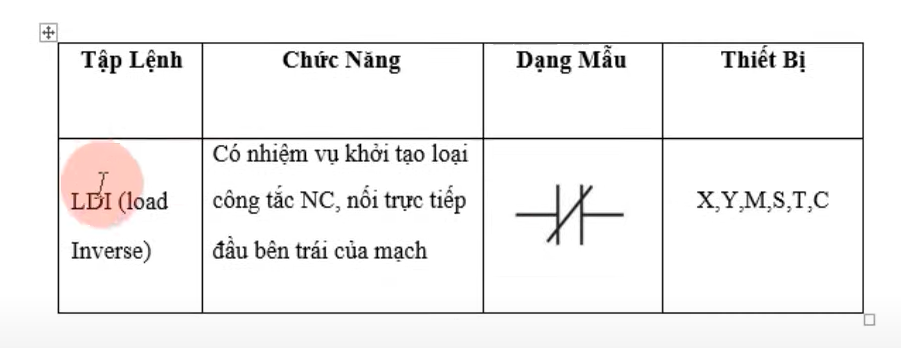 Tập Lệnh
Chức Năng
Dạng Mẫu
Thiết Bị
LDI (load
Inverse)
Có nhiệm vụ khởi tạo loại
công tắc NC, nối trực tiếp
đầu bên trái của mạch
X,Y,M,S,T,C